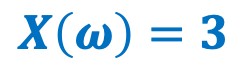 X(ω) = 3